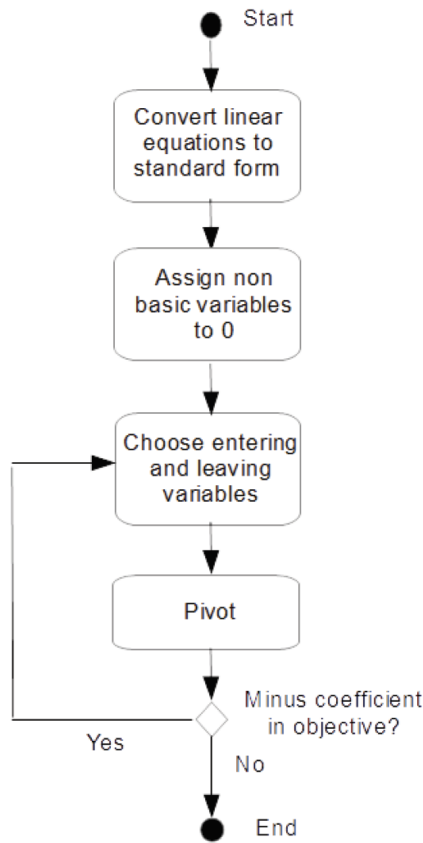 Start
Convert linear
equations to
standard form
Assign non
basic variables
to 0
Choose entering
and leaving
variables
Pivot
Minus coefficient
in objective?
Yes
No
End